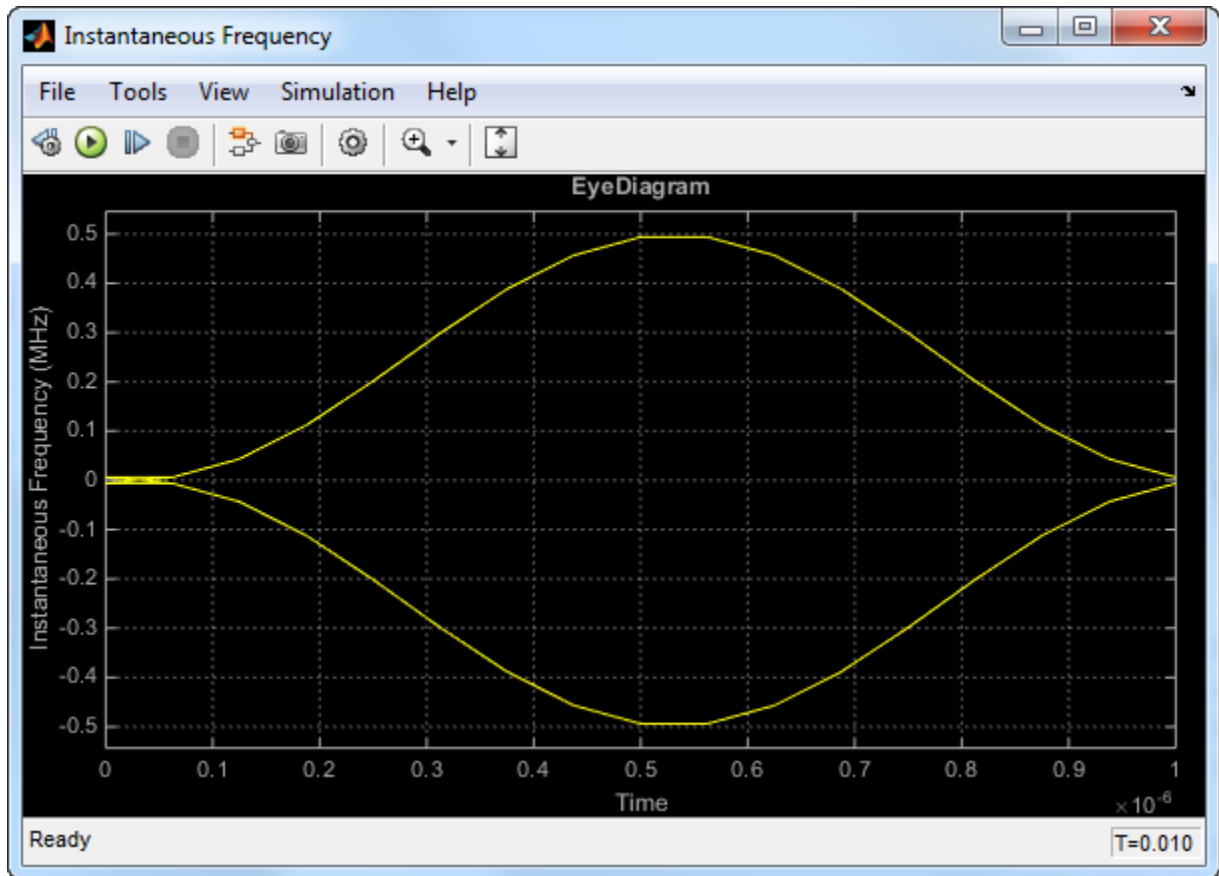 Instantaneous Frequency
File Tools View Simulation Help
EyeDiagram
Instantaneous Frequency (MHz)
0.5
0.4
0.3
0.2
0.1
0
-0.1
-0.2
-0.3
-0.4
-0.5
0 0.1 0.2 0.3 0.4 0.5 0.6 0.7 0.8 0.9 1
Time
×10-6
Ready T=0.010